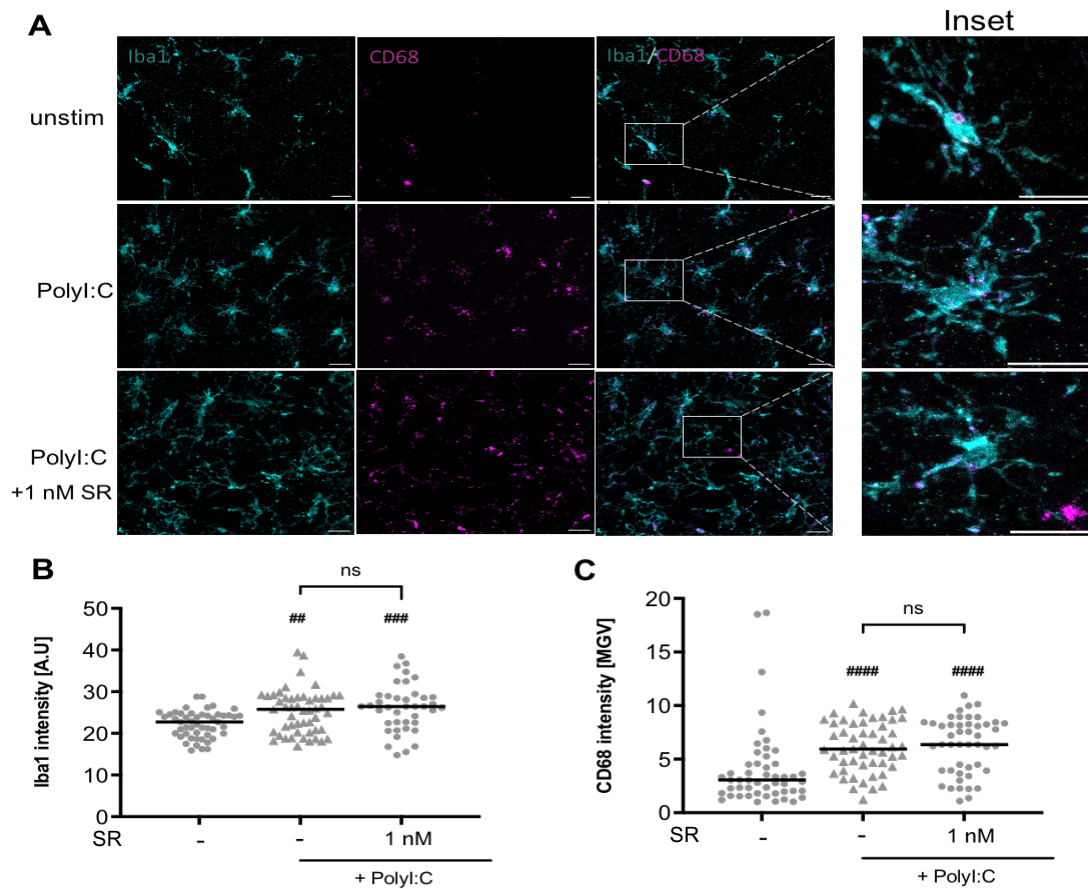 A
Inset
Iba1
CD68
Iba1/CD68
unstim
PolyI:C
PolyI:C
+1 nM SR
B
ns
##
###
50
40
30
20
10
0
Iba1 intensity [A.U]
SR
-
-
1 nM
+ PolyI:C
C
ns
####
####
20
15
10
5
0
CD68 intensity [MGV]
SR
-
-
1 nM
+ PolyI:C